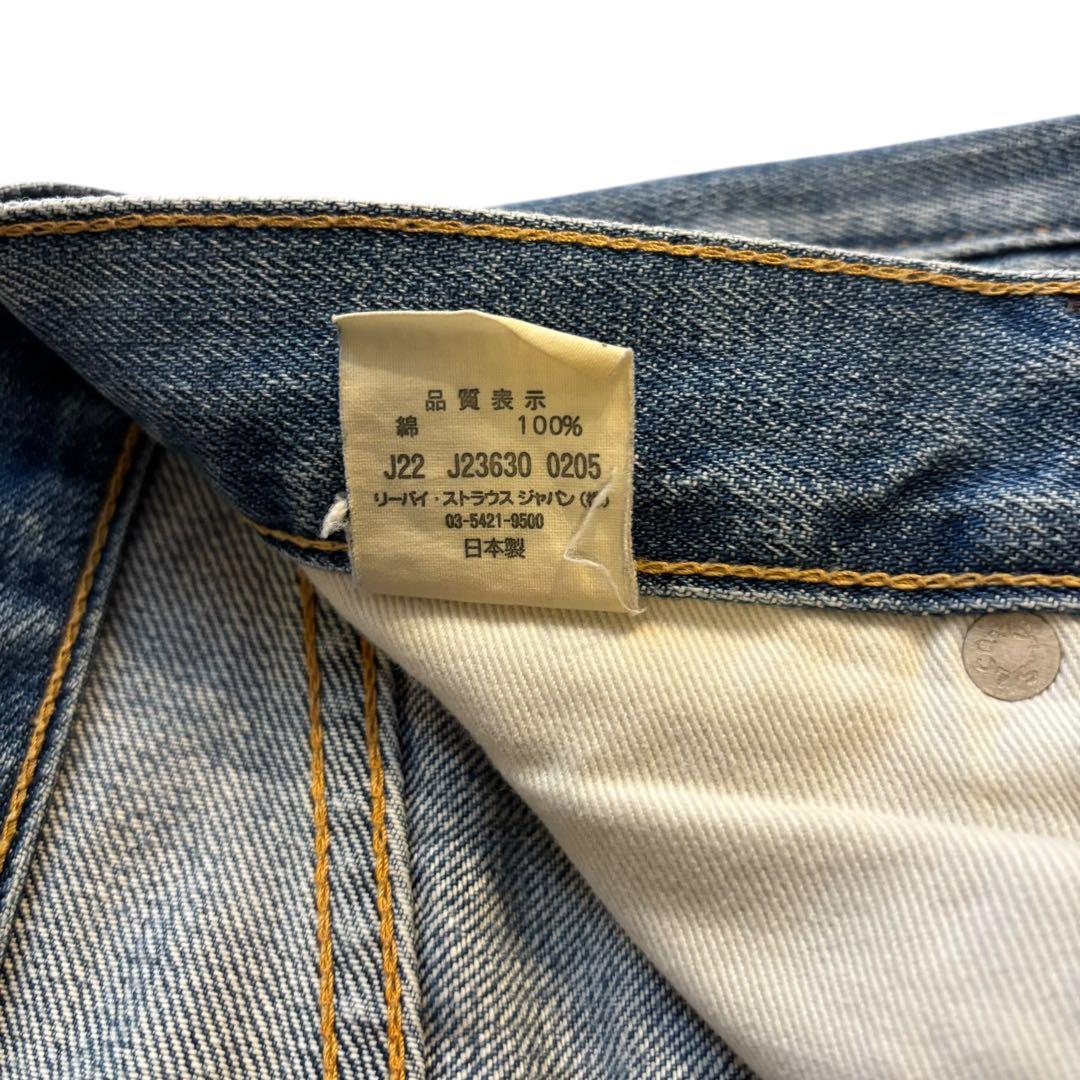 品質表示
綿 100%
J22 J23630 0205
リーバイ・ストラウス ジャパン(株)
03-5421-9500
日本製